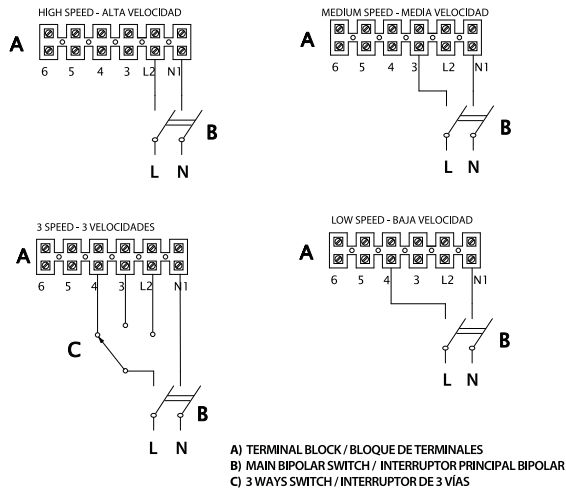 HIGH SPEED - ALTA VELOCIDAD
A
6 5 4 3 L2 N1
B
L N
MEDIUM SPEED - MEDIA VELOCIDAD
A
6 5 4 3 L2 N1
B
L N
3 SPEED - 3 VELOCIDADES
A
6 5 4 3 L2 N1
C
B
L N
LOW SPEED - BAJA VELOCIDAD
A
6 5 4 3 L2 N1
B
L N
A) TERMINAL BLOCK / BLOQUE DE TERMINALES
B) MAIN BIPOLAR SWITCH / INTERRUPTOR PRINCIPAL BIPOLAR
C) 3 WAYS SWITCH / INTERRUPTOR DE 3 VÍAS